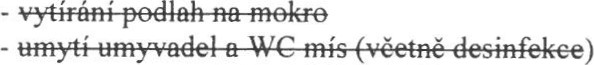 - vytírání podlah na mokro
- umytí umyvadel a WC mís (včetně desinfekce)